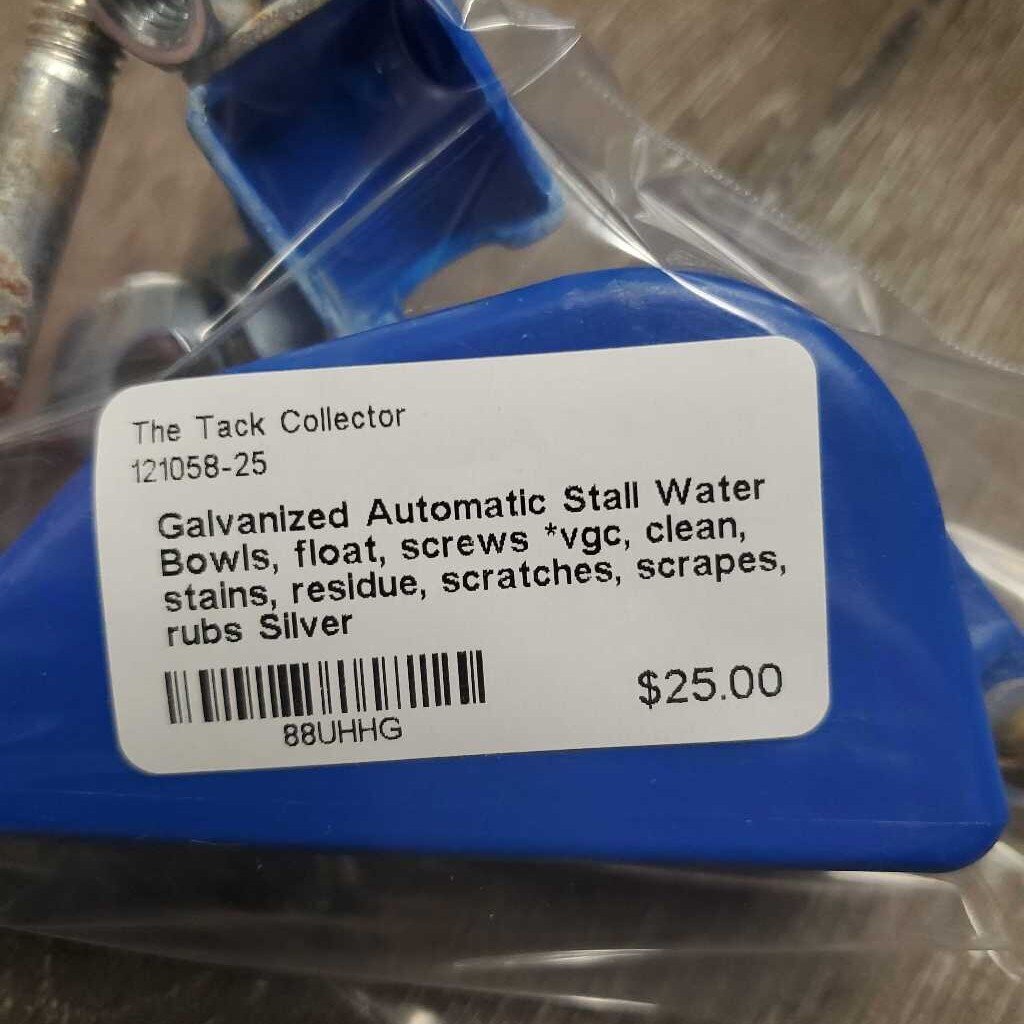 The Tack Collector
121058-25
Galvanized Automatic Stall Water
Bowls, float, screws *vgc, clean,
stains, residue, scratches, scrapes,
rubs Silver
88UHHG
$25.00